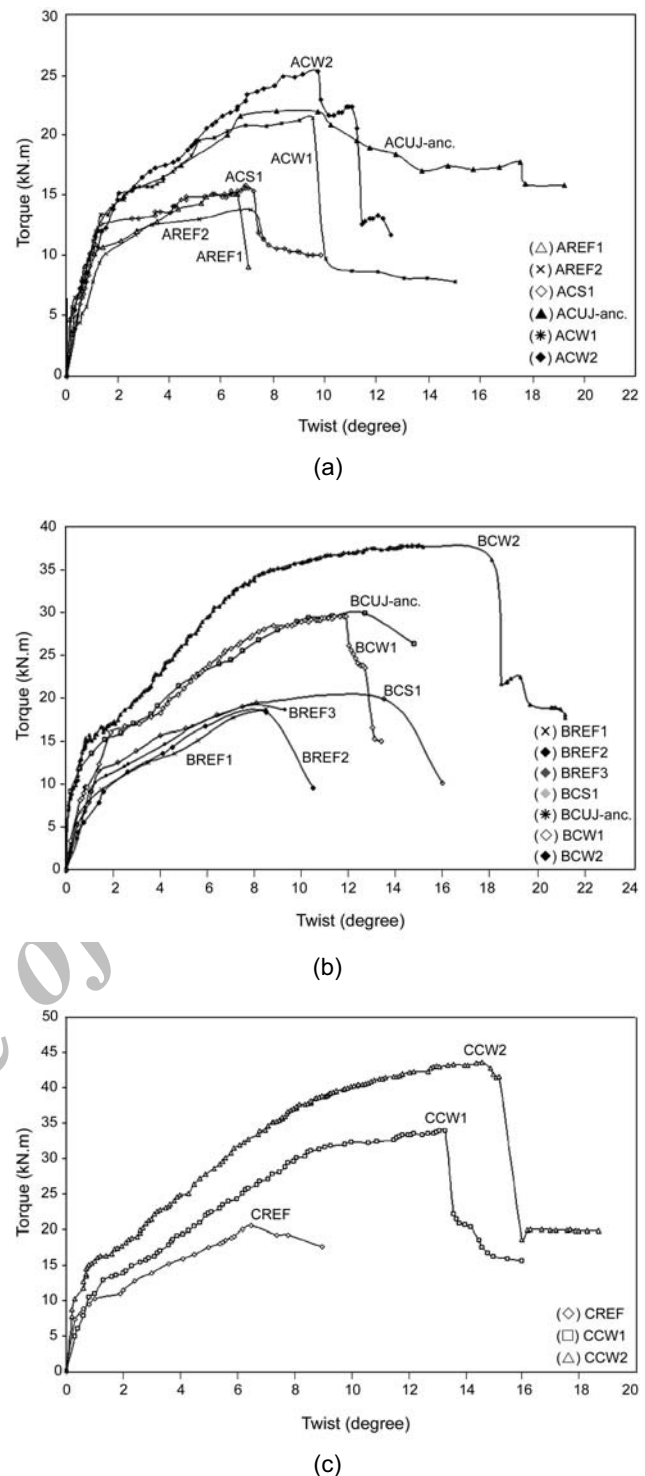 30
25
20
15
10
5
0
Torque (kN.m)
ACW2
ACUJ-anc.
ACW1
ACS1
AREF2
AREF1
(△) AREF1
(×) AREF2
(◇) ACS1
(▲) ACUJ-anc.
(✱) ACW1
(◆) ACW2
0 2 4 6 8 10 12 14 16 18 20 22
Twist (degree)
(a)
40
35
30
25
20
15
10
5
0
Torque (kN.m)
BCW2
BCUJ-anc.
BCW1
BCS1
BREF3
BREF1
BREF2
(×) BREF1
(◆) BREF2
(◆) BREF3
(◆) BCS1
(✱) BCUJ-anc.
(◇) BCW1
(◆) BCW2
0 2 4 6 8 10 12 14 16 18 20 22 24
Twist (degree)
(b)
50
45
40
35
30
25
20
15
10
5
0
Torque (kN.m)
CCW2
CCW1
CREF
(◇) CREF
(□) CCW1
(△) CCW2
0 2 4 6 8 10 12 14 16 18 20
Twist (degree)
(c)